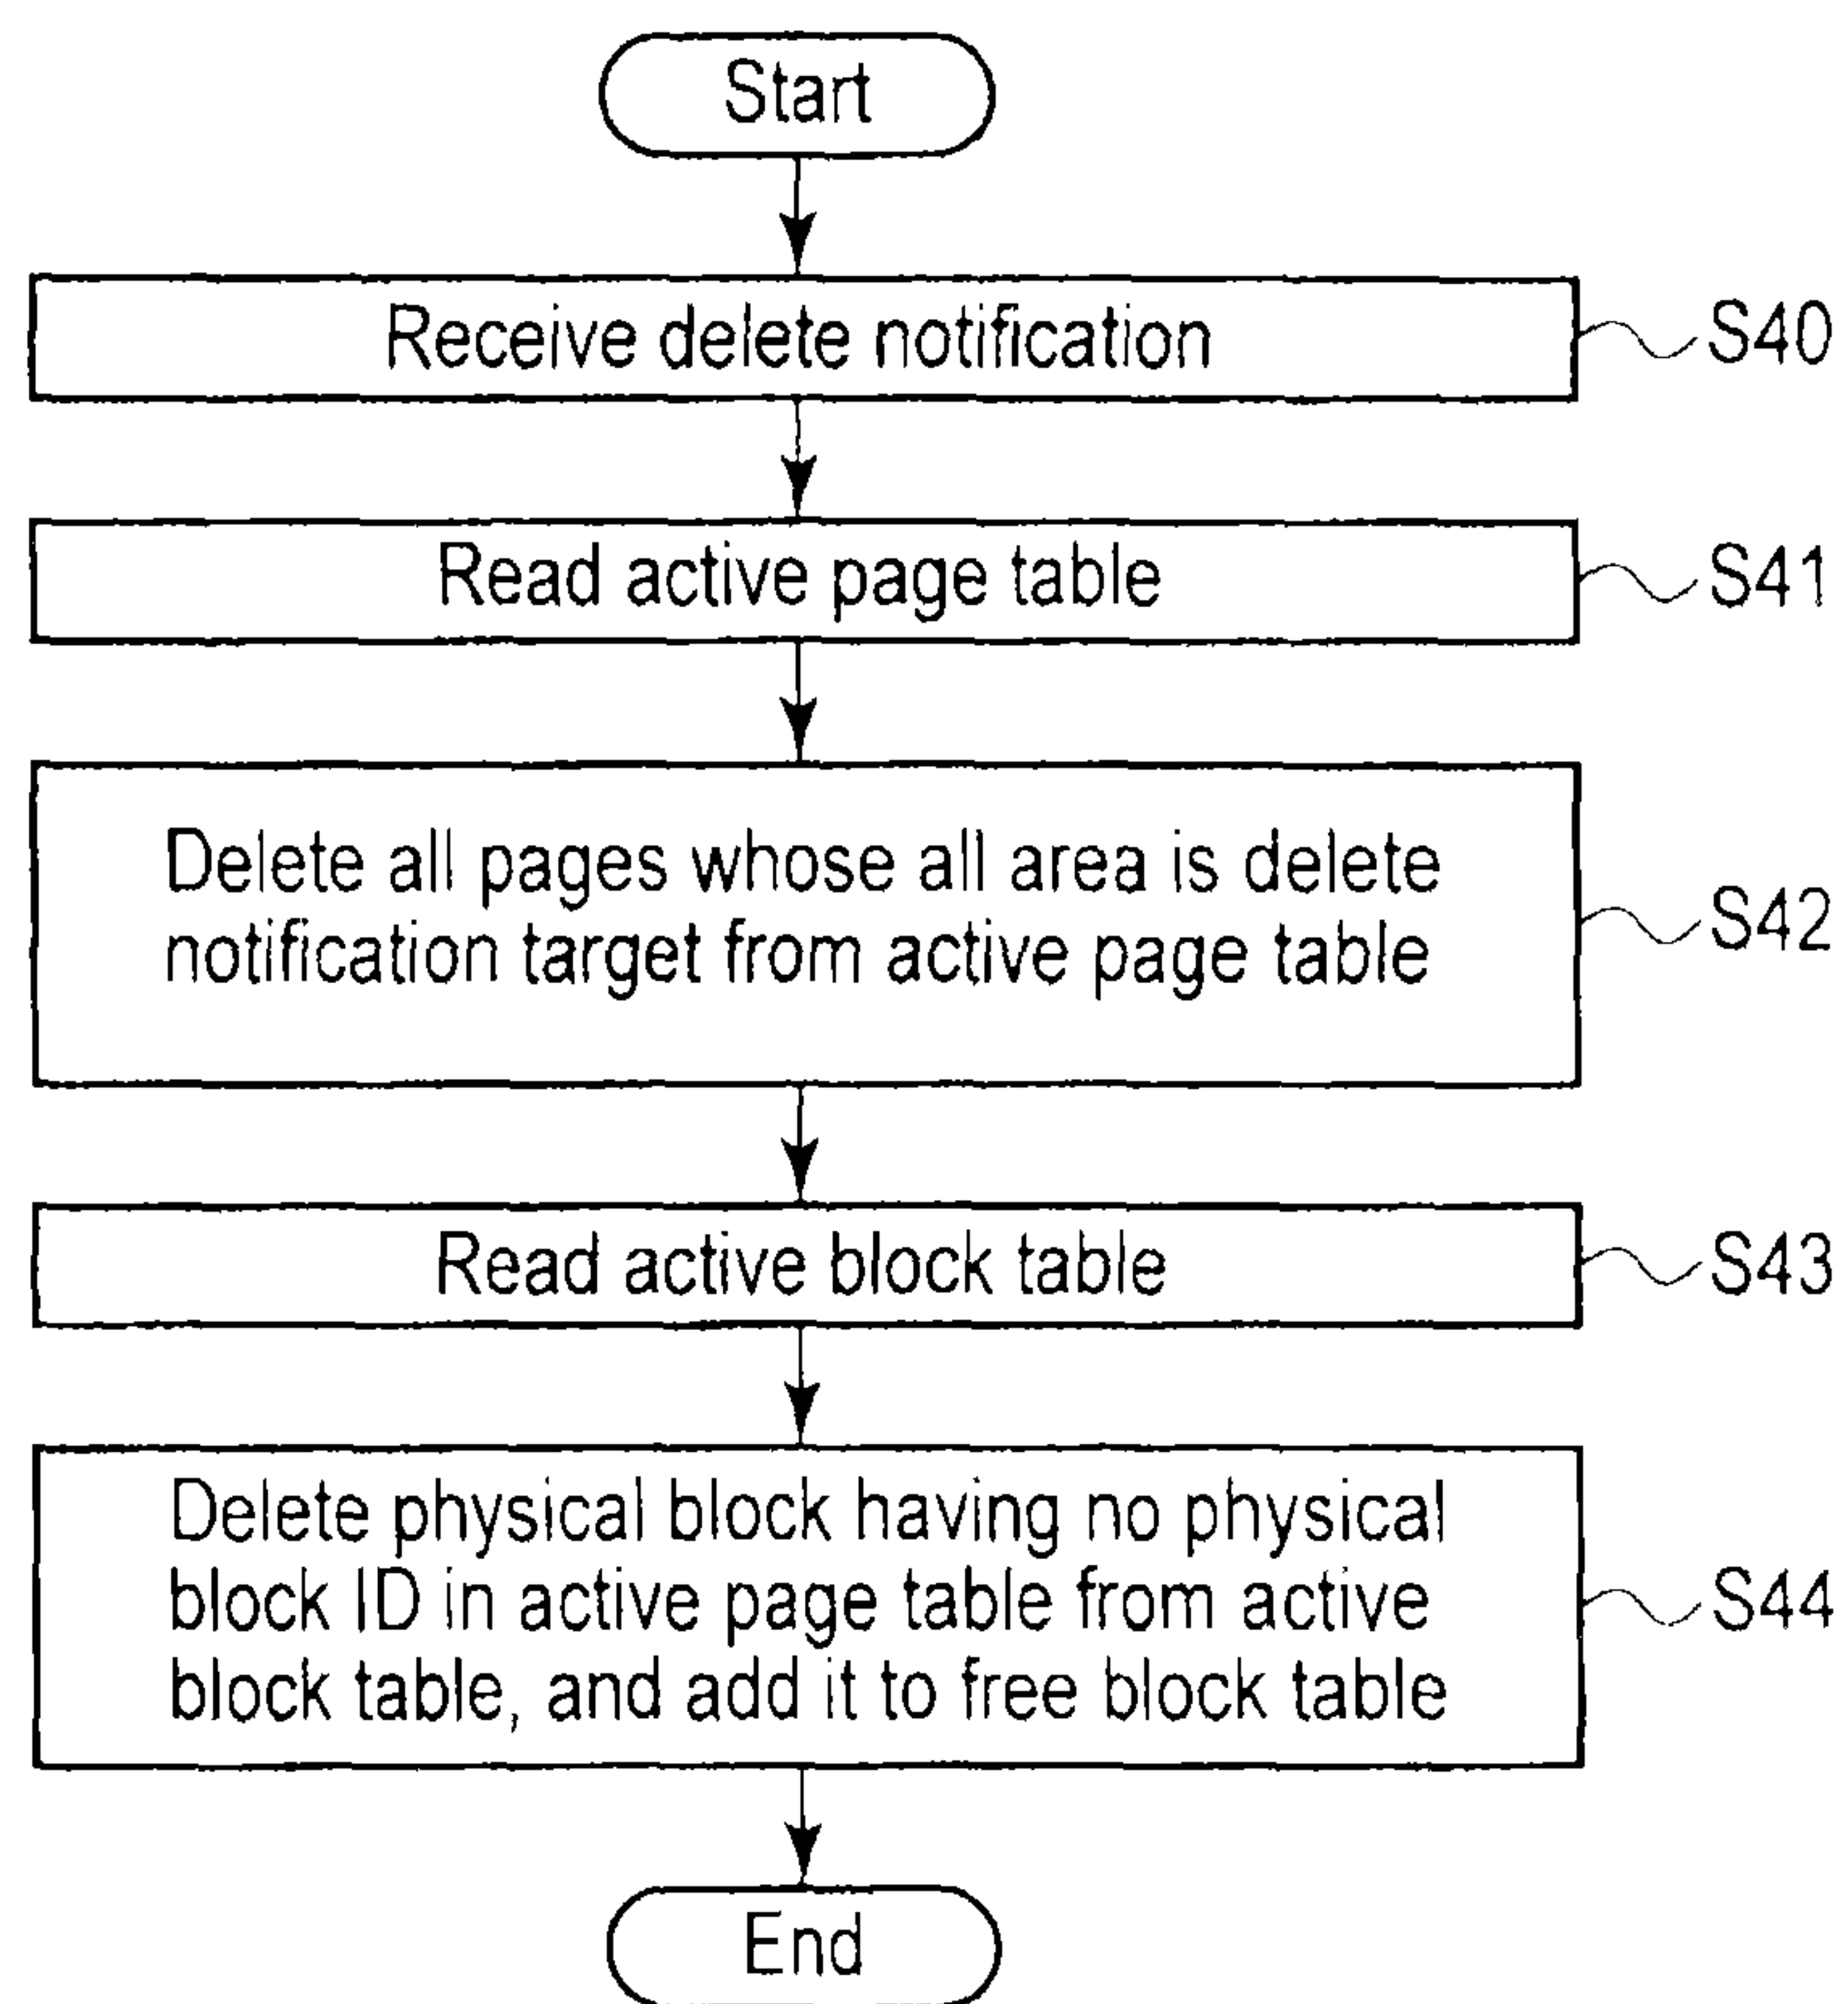 Start
Receive delete notification
S40
Read active page table
S41
Delete all pages whose all area is delete
notification target from active page table
S42
Read active block table
S43
Delete physical block having no physical
block ID in active page table from active
block table, and add it to free block table
S44
End